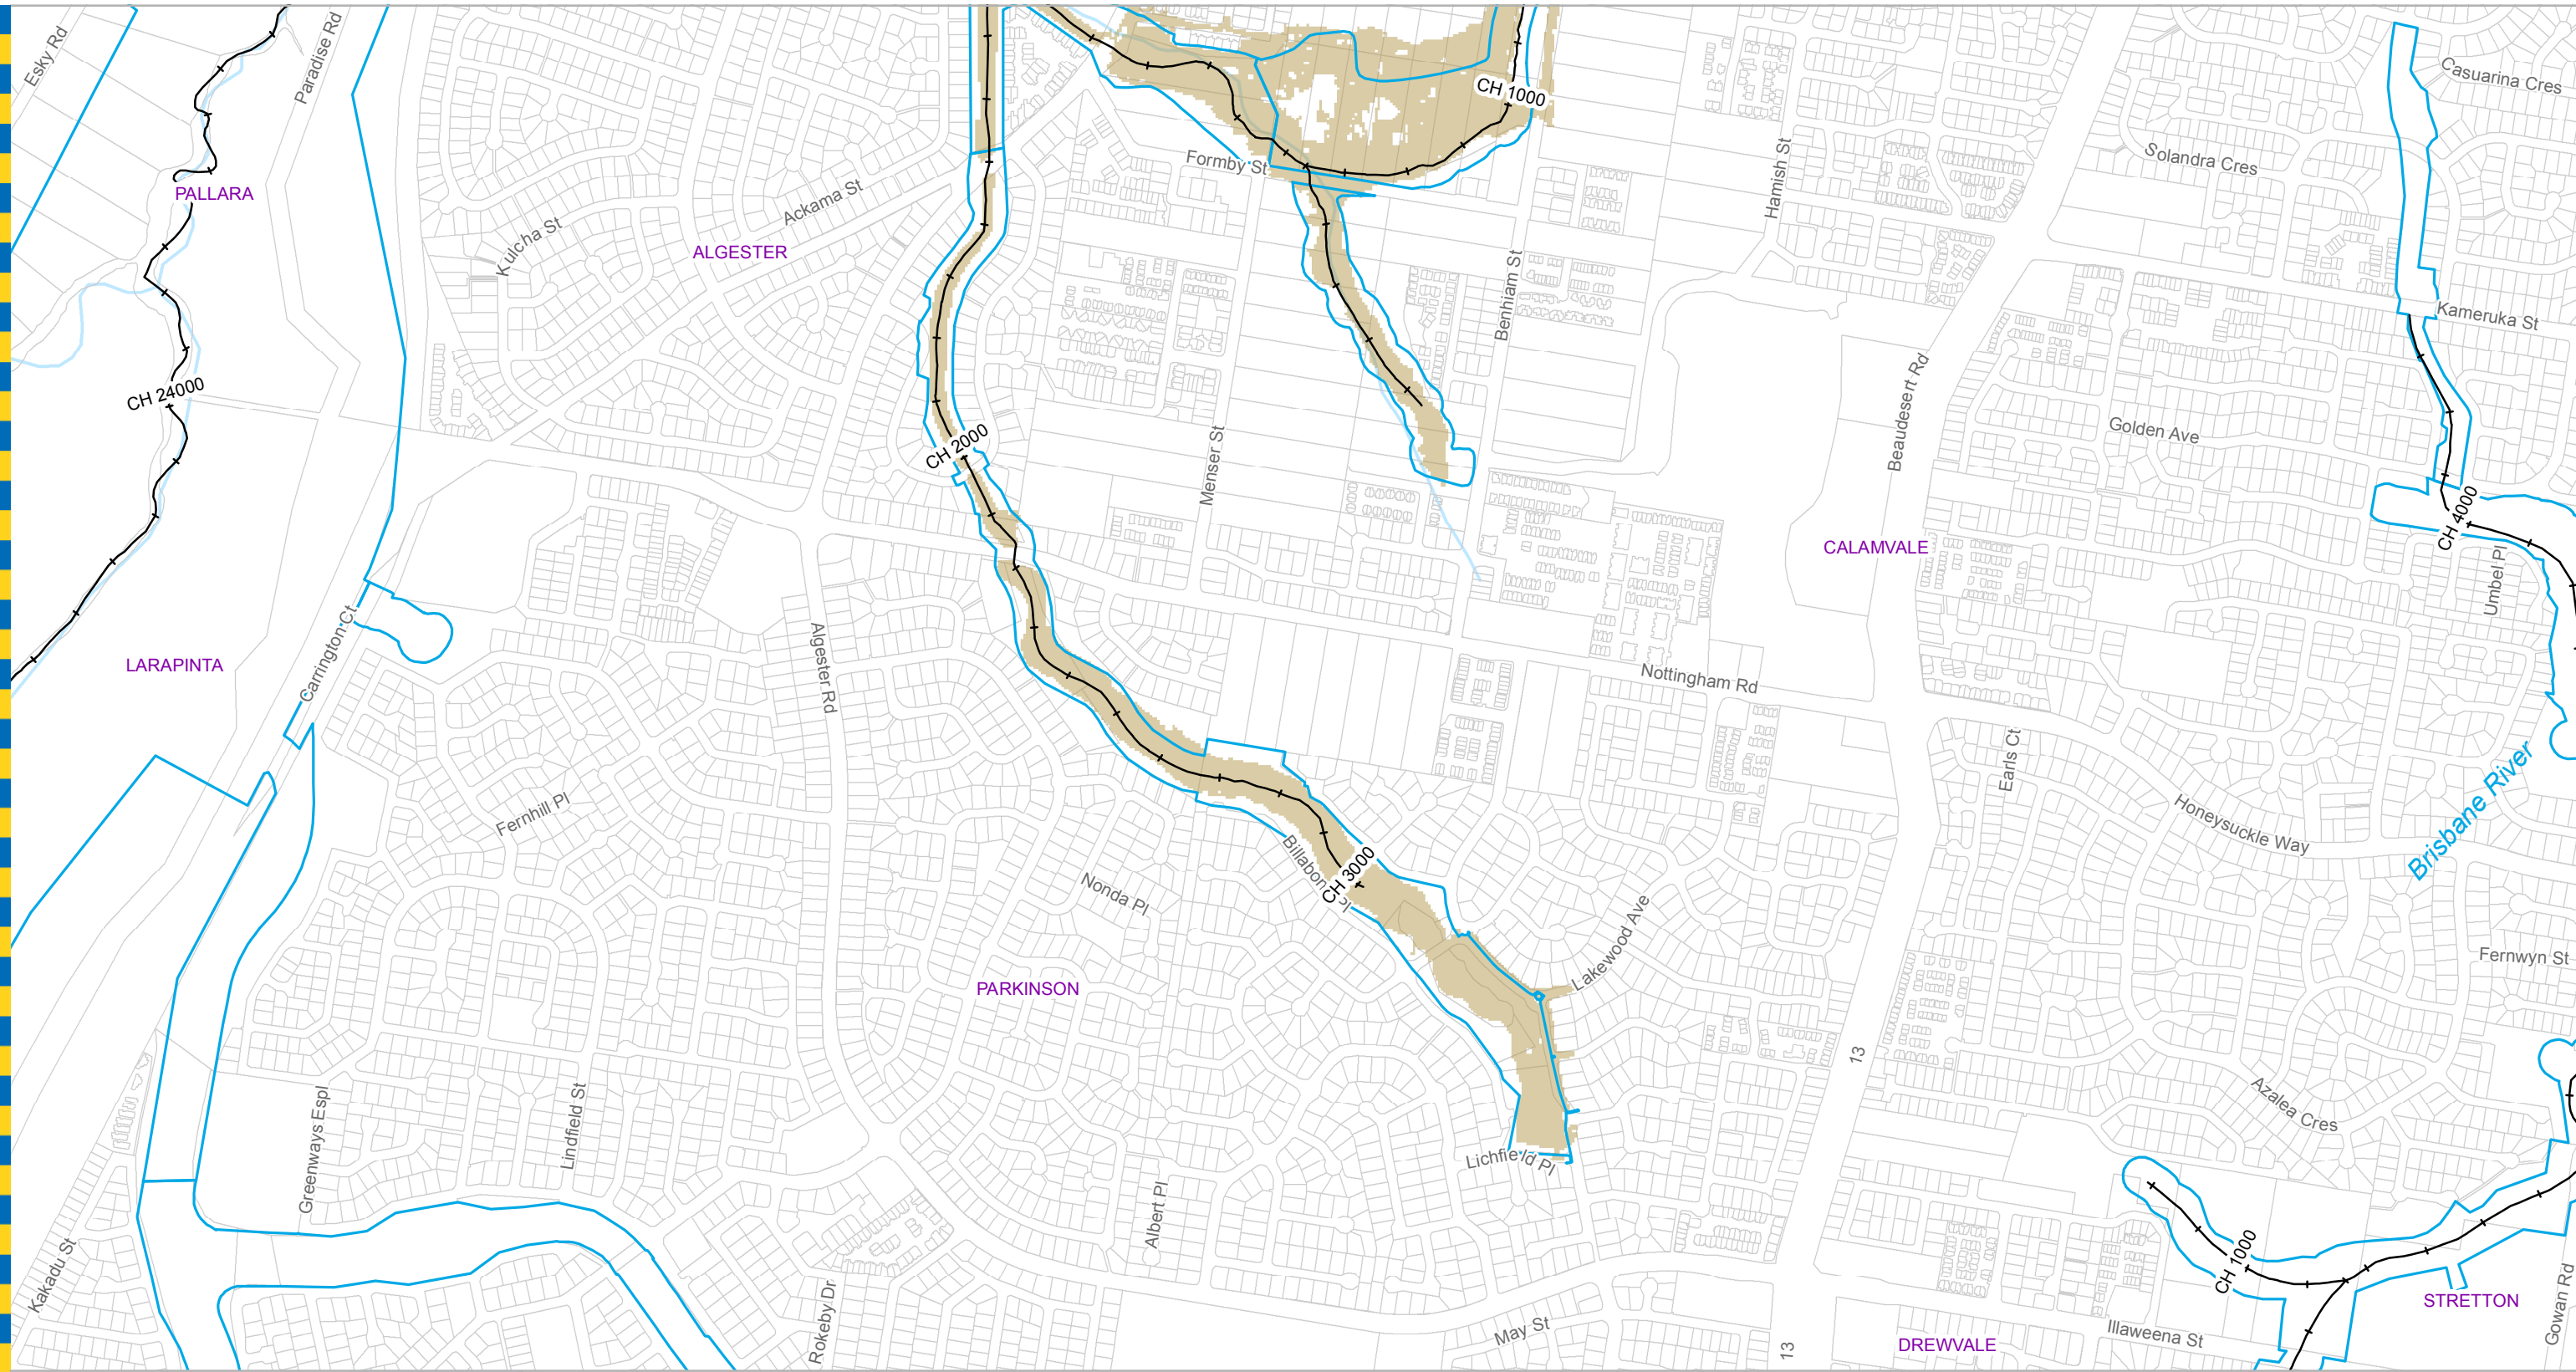 Esky Rd
Paradise Rd
Casuarina Cres
CH 1000
Solandra Cres
Formby St
Hamish St
PALLARA
Ackama St
Kulcha St
ALGESTER
Benhiam St
Kameruka St
CH 24000
Beaudesert Rd
Golden Ave
CH 2000
Menser St
CH 4000
CALAMVALE
Umbel Pl
Carrington Ct
LARAPINTA
Algester Rd
Nottingham Rd
Earls Ct
Brisbane River
Fernhill Pl
Honeysuckle Way
Billabong Pl
CH 3000
Nonda Pl
Lakewood Ave
Fernwyn St
PARKINSON
13
Azalea Cres
Greenways Espl
Lindfield St
Lichfield Pl
Albert Pl
Kakadu St
CH 1000
Rokeby Dr
May St
13
DREWVALE
Illaweena St
STRETTON
Gowan Rd